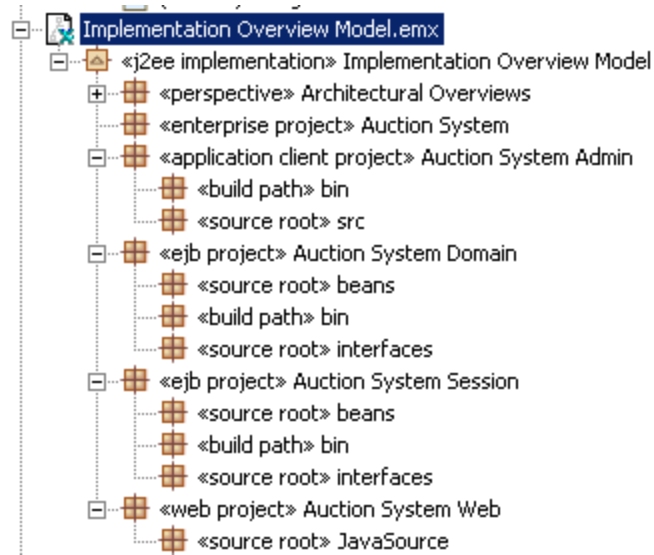 Implementation Overview Model.emx
«j2ee implementation» Implementation Overview Model
«perspective» Architectural Overviews
«enterprise project» Auction System
«application client project» Auction System Admin
«build path» bin
«source root» src
«ejb project» Auction System Domain
«source root» beans
«build path» bin
«source root» interfaces
«ejb project» Auction System Session
«source root» beans
«build path» bin
«source root» interfaces
«web project» Auction System Web
«source root» JavaSource